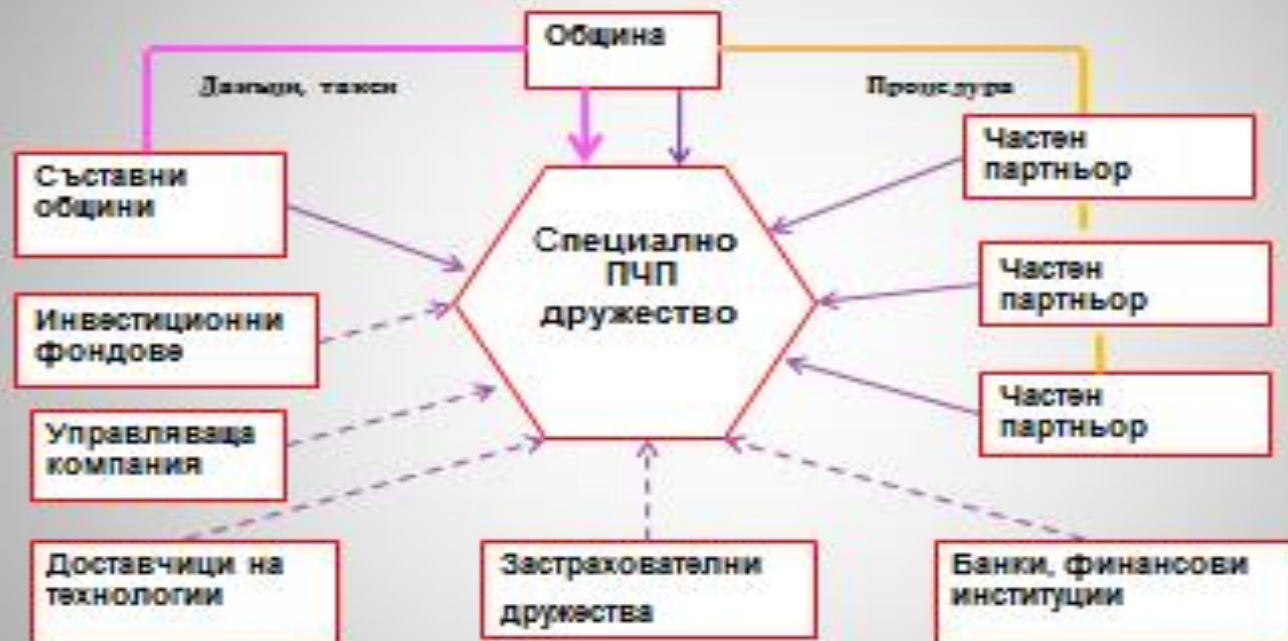 Община
Данъци, такси
Процедура
Съставни
общини
Частен
партньор
Специално
ПЧП
дружество
Частен
партньор
Инвестиционни
фондове
Частен
партньор
Управляваща
компания
Доставчици на
технологии
Застрахователни
дружества
Банки, финансови
институции